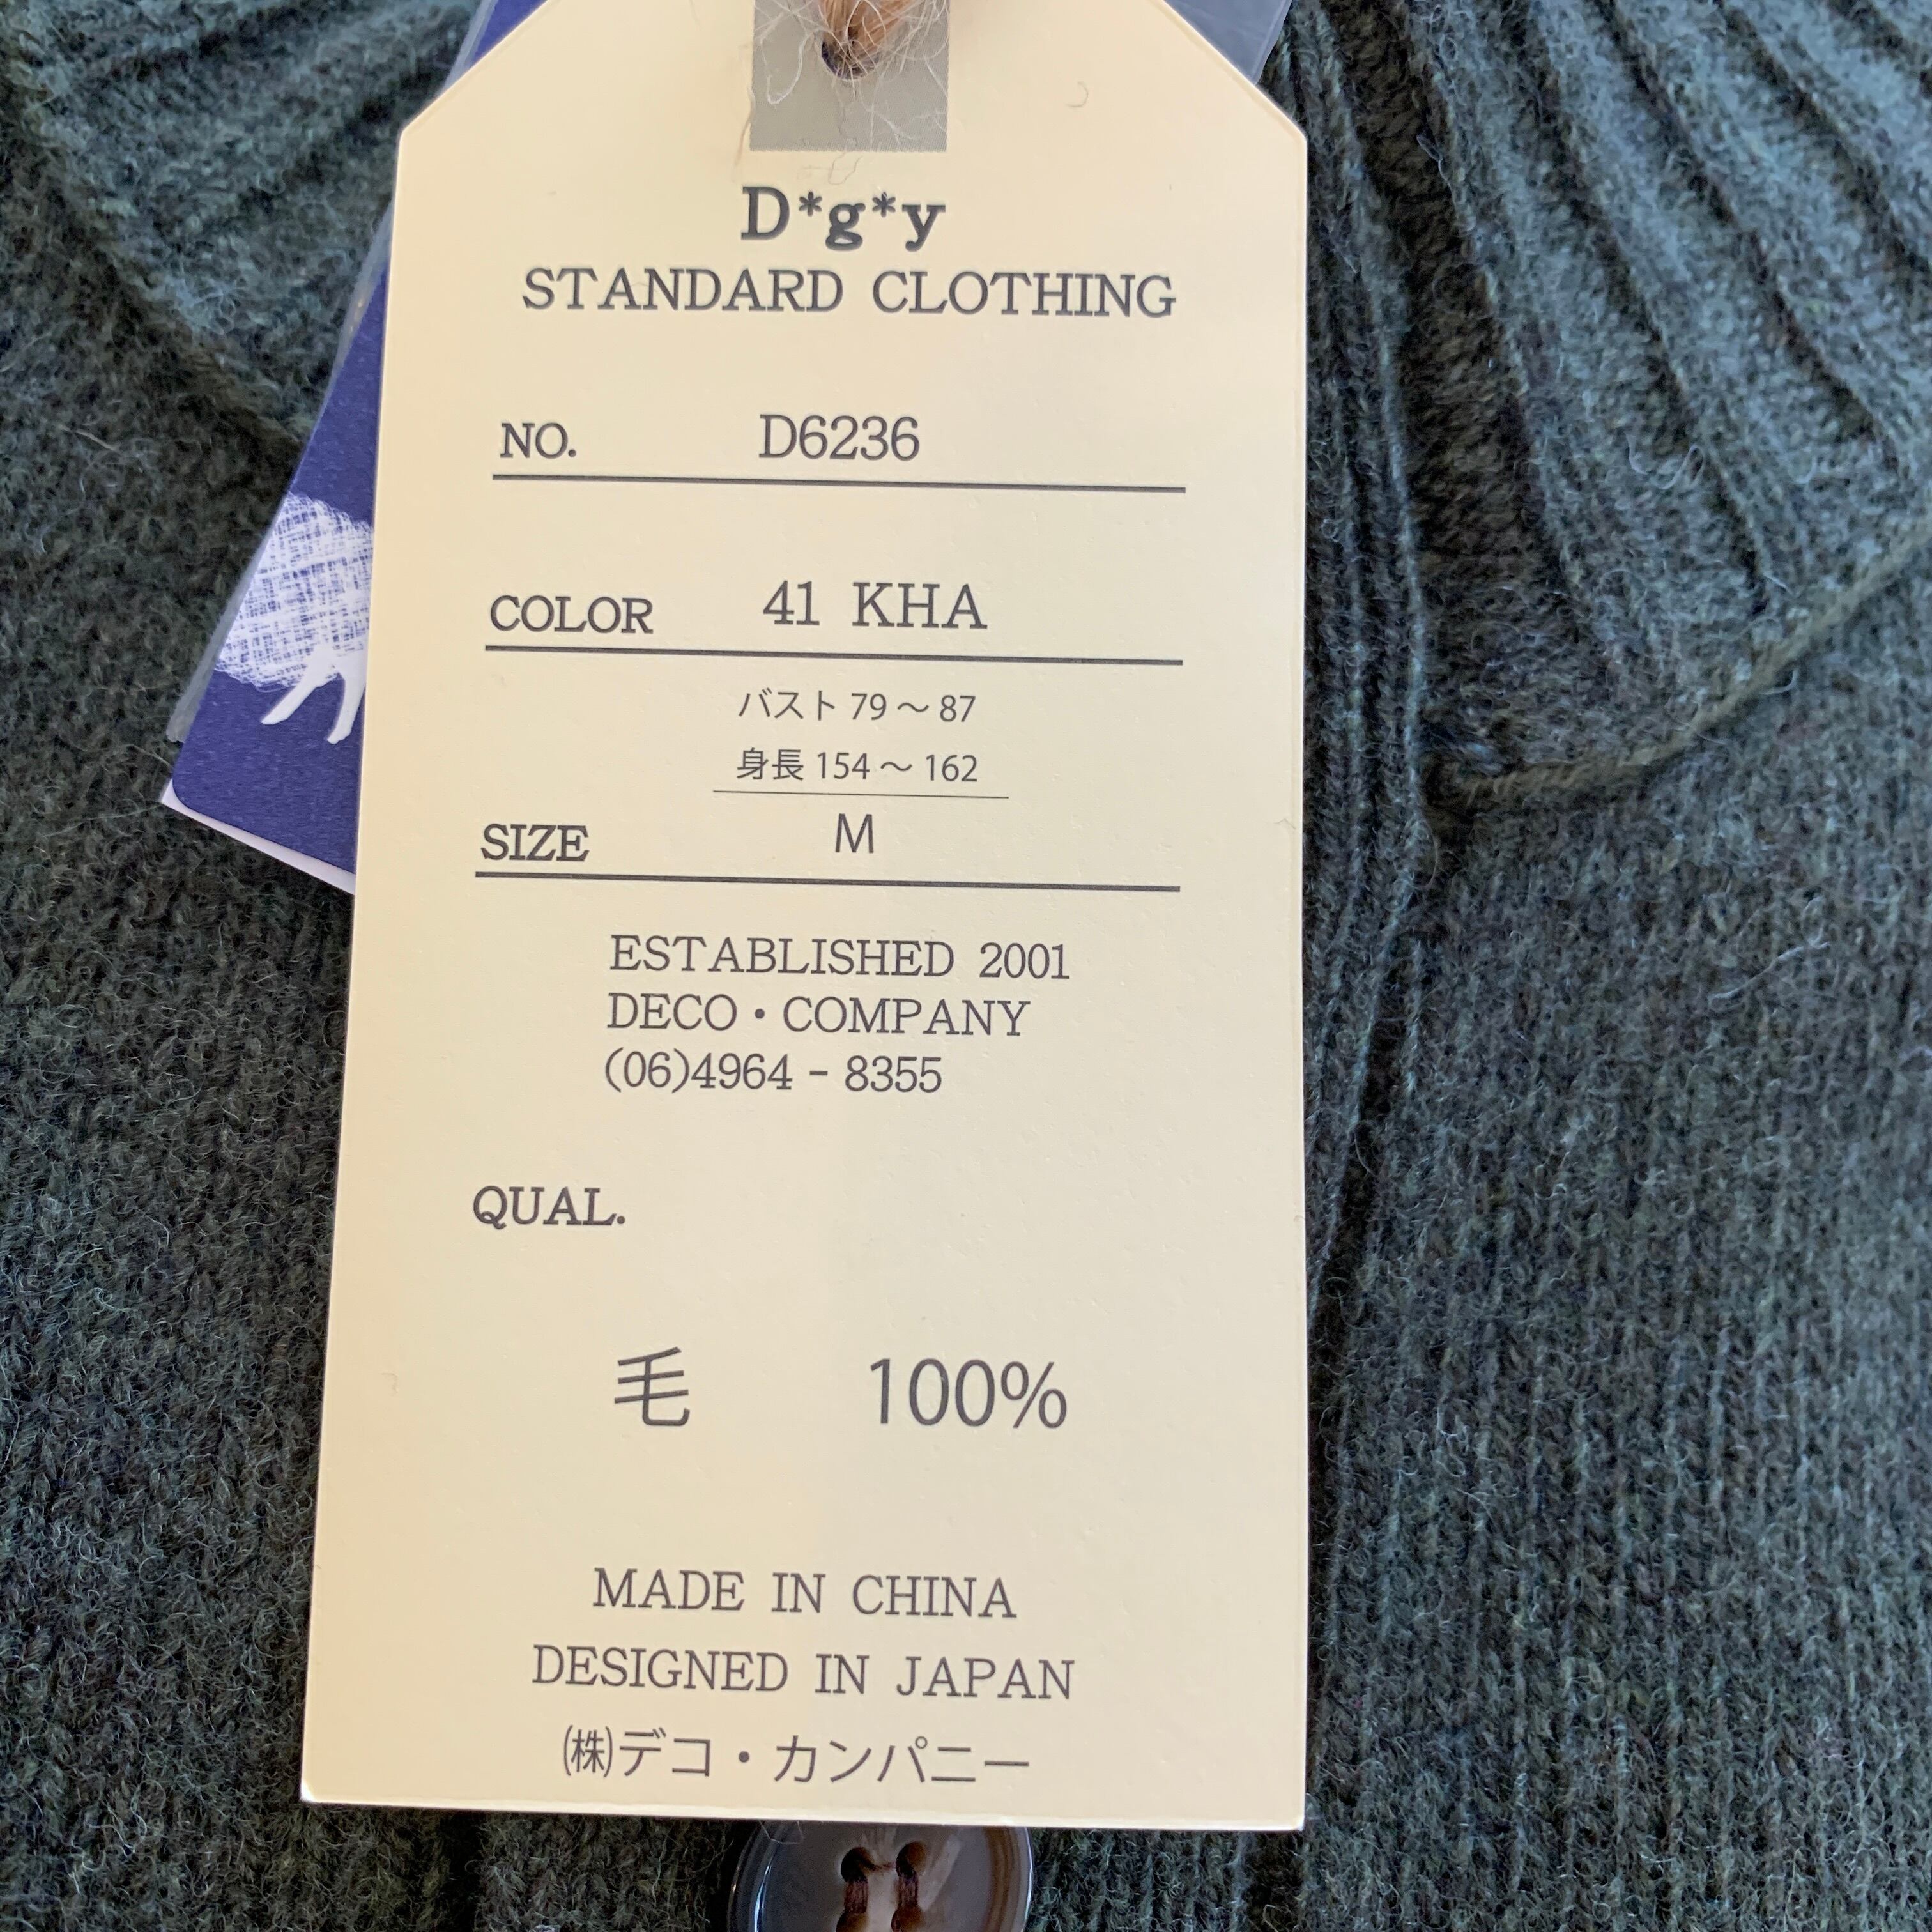 D*g*y
STANDARD CLOTHING
NO. D6236
COLOR 41 KHA
バスト 79～87
身長 154～162
SIZE M
ESTABLISHED 2001
DECO・COMPANY
(06)4964-8355
QUAL.
毛 100%
MADE IN CHINA
DESIGNED IN JAPAN
㈱デコ・カンパニー